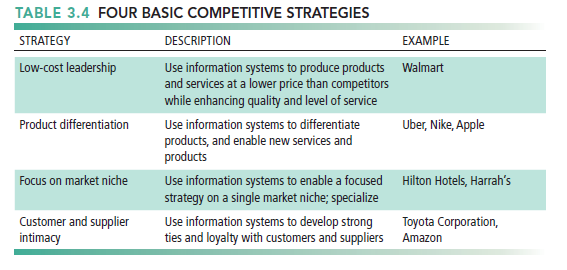 TABLE 3.4 FOUR BASIC COMPETITIVE STRATEGIES
STRATEGY DESCRIPTION EXAMPLE
Low-cost leadership Use information systems to produce products Walmart
and services at a lower price than competitors
while enhancing quality and level of service
Product differentiation Use information systems to differentiate Uber, Nike, Apple
products, and enable new services and
products
Focus on market niche Use information systems to enable a focused Hilton Hotels, Harrah's
strategy on a single market niche; specialize
Customer and supplier Use information systems to develop strong Toyota Corporation,
intimacy ties and loyalty with customers and suppliers Amazon